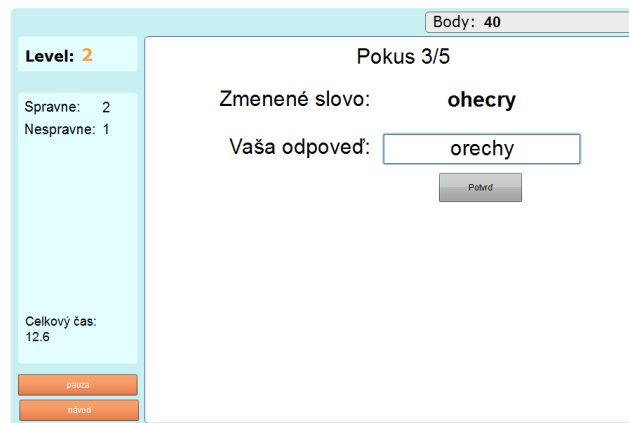 Body: 40
Level: 2
Pokus 3/5
Spravne: 2
Nespravne: 1
Zmenené slovo: ohecry
Vaša odpoveď: orechy
Potvrď
Celkový čas:
12.6
pauza
návod